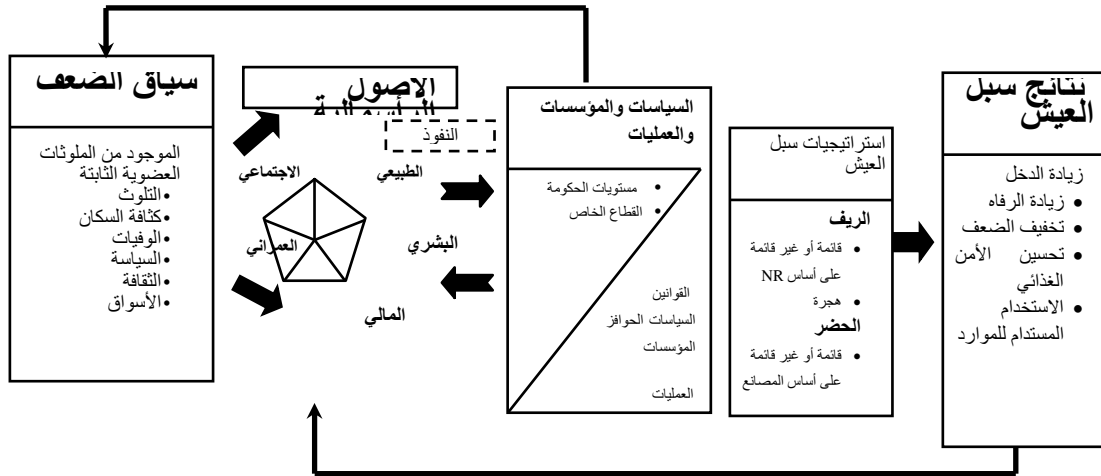 سياق الضعف
الموجود من الملوثات
العضوية الثابتة
•التلوث
•كثافة السكان
•الوفيات
•السياسة
•الثقافة
•الأسواق
الاصول
الرأسمالية
النفوذ
الاجتماعي
الطبيعي
العمراني
البشري
المالي
السياسات والمؤسسات
والعمليات
• مستويات الحكومة
• القطاع الخاص
القوانين
السياسات الحوافز
المؤسسات
العمليات
استراتيجيات سبل
العيش
الريف
• قائمة أو غير قائمة
على أساس NR
• هجرة
الحضر
• قائمة أو غير قائمة
على أساس المصانع
نتائج سبل
العيش
زيادة الدخل
• زيادة الرفاه
• تخفيف الضعف
• تحسين الأمن
الغذائي
• الاستخدام
المستدام للموارد